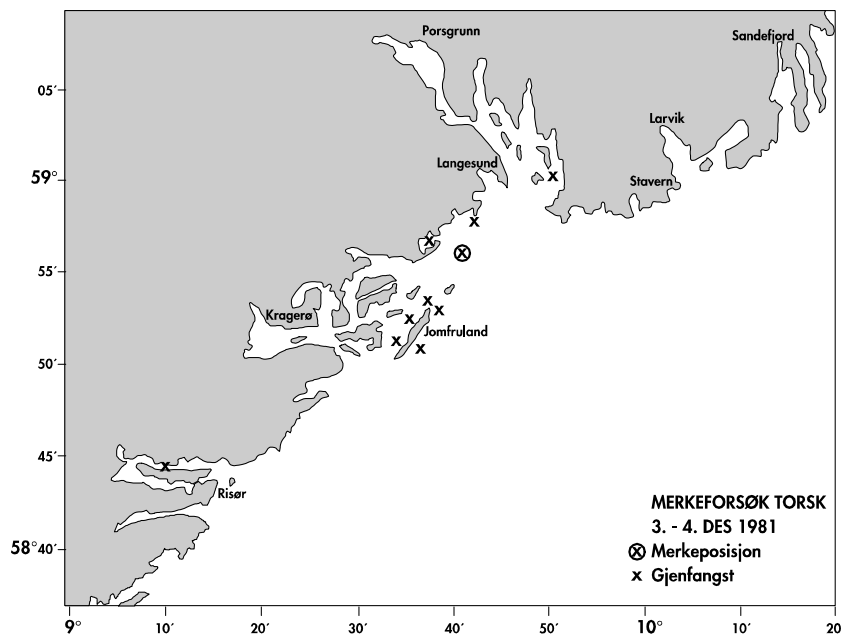 Porsgrunn
Sandefjord
05′
Larvik
Langesund
59°
Stavern
55′
Kragerø
Jomfruland
50′
45′
Risør
MERKEFORSØK TORSK
3. - 4. DES 1981
58° 40′
⊗ Merkeposisjon
x Gjenfangst
9° 10′ 20′ 30′ 40′ 50′ 10° 10′ 20